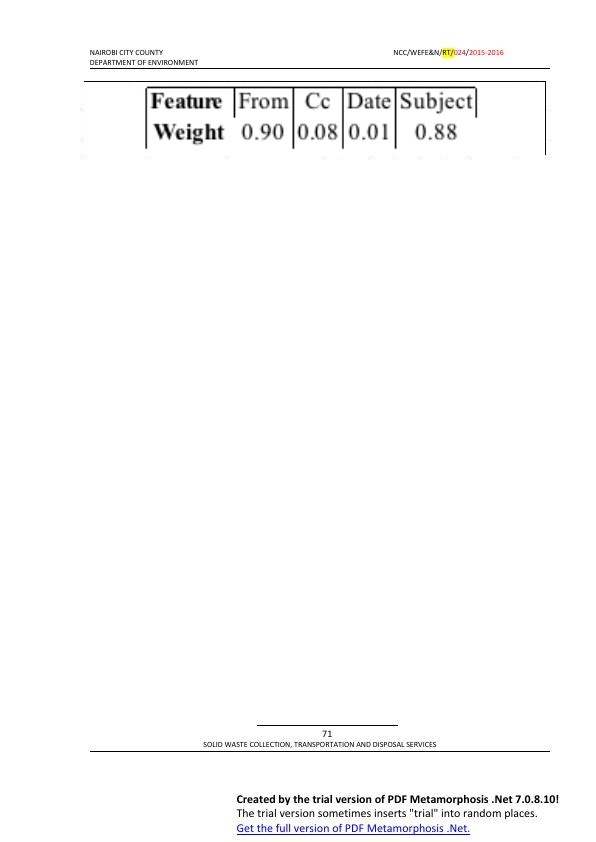 NAIROBI CITY COUNTY NCC/WEFE&N/RT/024/2015-2016
DEPARTMENT OF ENVIRONMENT
Feature From Cc Date Subject
Weight 0.90 0.08 0.01 0.88
71
SOLID WASTE COLLECTION, TRANSPORTATION AND DISPOSAL SERVICES
Created by the trial version of PDF Metamorphosis .Net 7.0.8.10!
The trial version sometimes inserts "trial" into random places.
Get the full version of PDF Metamorphosis .Net.